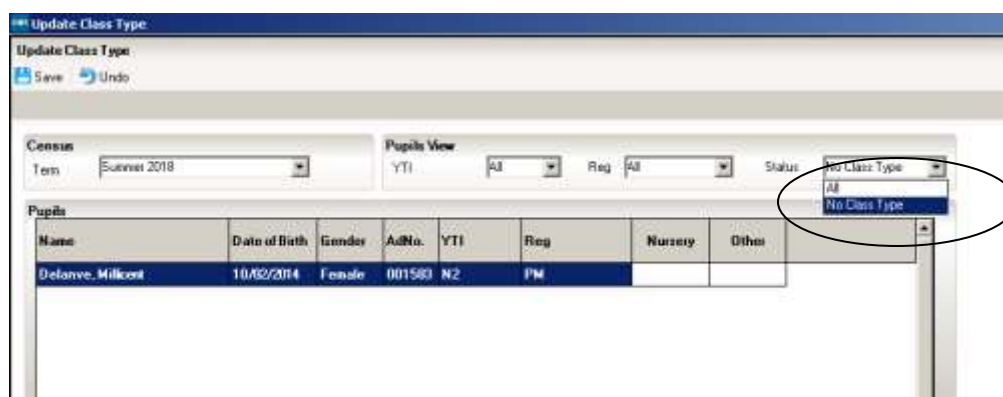 Update Class Type
Update Class Type
Save Undo
Census Pupils View
Term Summer 2018 YTI All Reg All Status No Class Type
All
No Class Type
Pupils
Name Date of Birth Gender AdNo. YTI Reg Nursery Other
Millicent 10/02/2014 Female 001583 N2 PM